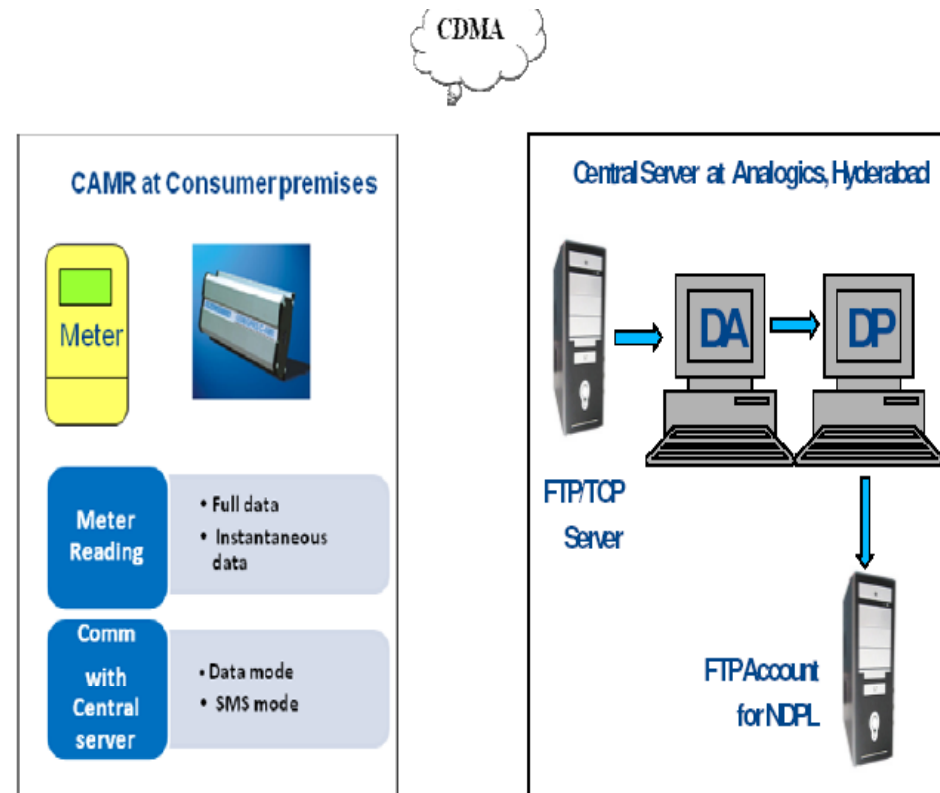 CDMA
CAMR at Consumer premises
Meter
Meter
Reading
• Full data
• Instantaneous
data
Comm
with
Central
server
• Data mode
• SMS mode
Central Server at Analogics, Hyderabad
DA
DP
FTP/TCP
Server
FTP Account
for NDPL